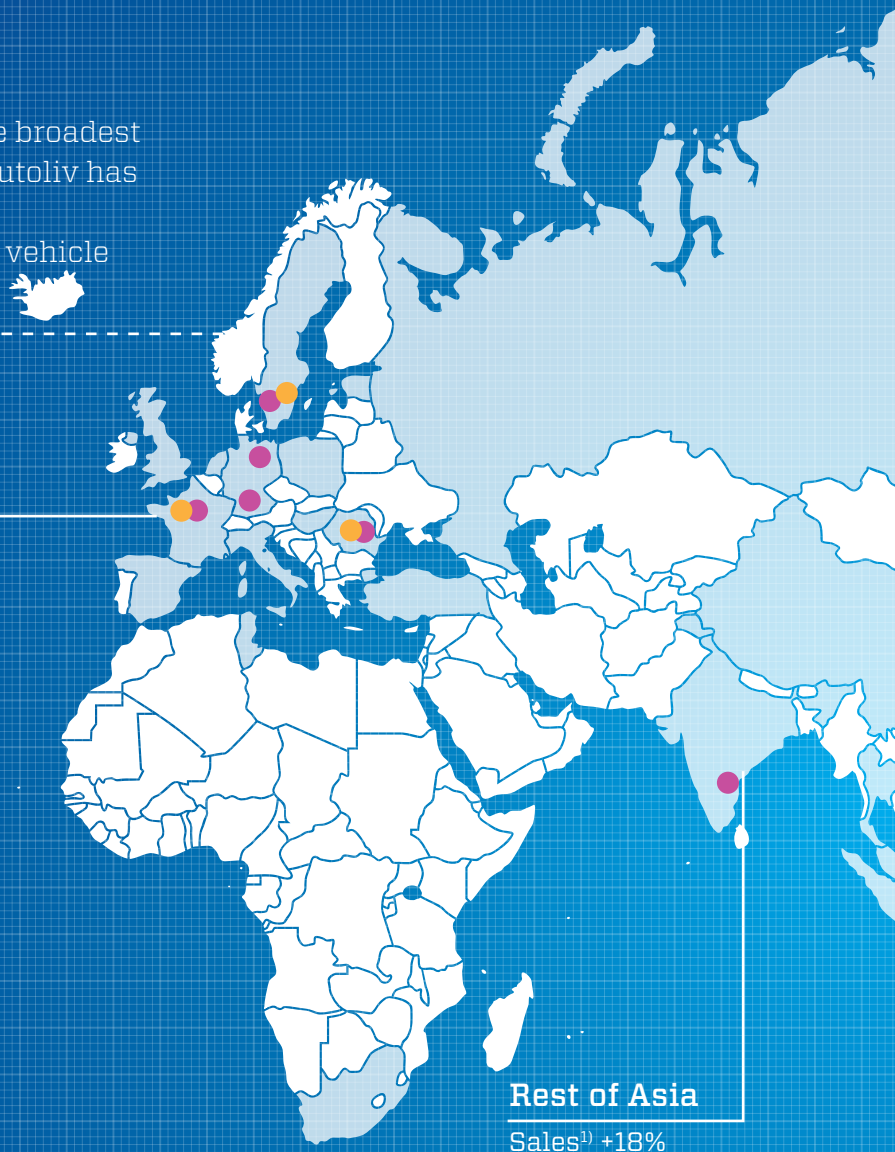 e broadest
utoliv has
vehicle
Rest of Asia
Sales¹⁾ +18%